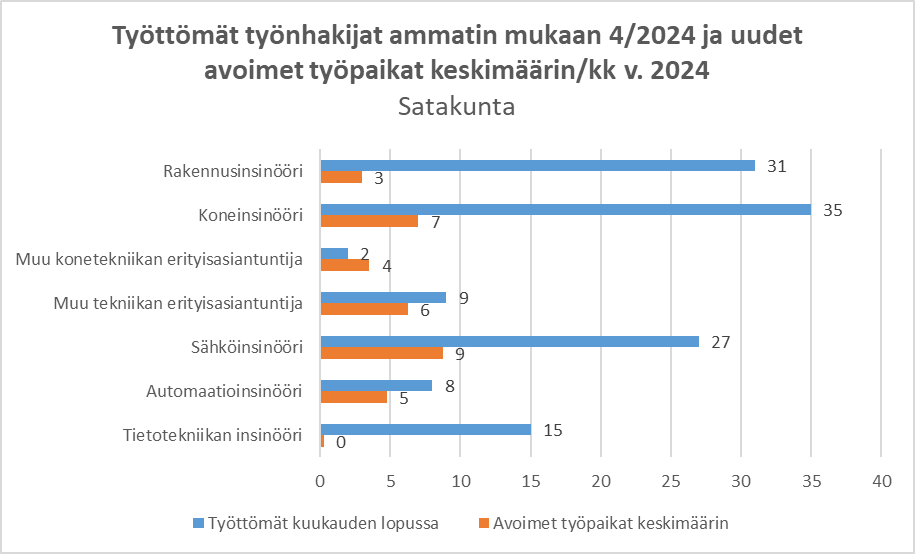 Työttömät työnhakijat ammatin mukaan 4/2024 ja uudet
avoimet työpaikat keskimäärin/kk v. 2024
Satakunta
Rakennusinsinööri
31
3
Koneinsinööri
35
7
Muu konetekniikan erityisasiantuntija
2
4
Muu tekniikan erityisasiantuntija
9
6
Sähköinsinööri
27
9
Automaatioinsinööri
8
5
Tietotekniikan insinööri
15
0
0 5 10 15 20 25 30 35 40
Työttömät kuukauden lopussa Avoimet työpaikat keskimäärin